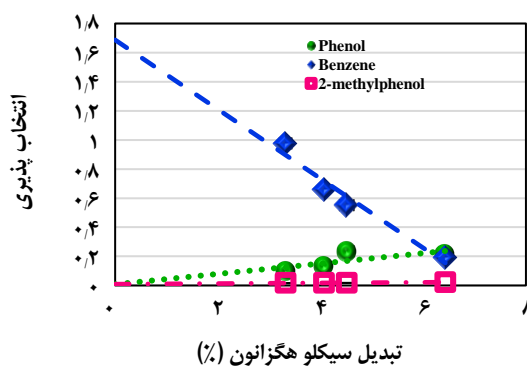 ۱٫۸
۱٫۶
۱٫۴
۱٫۲
۱
۰٫۸
۰٫۶
۰٫۴
۰٫۲
۰
Phenol
Benzene
2-methylphenol
انتخاب پذیری
۰ ۲ ۴ ۶ ۸
تبدیل سیکلو هگزانون (%)